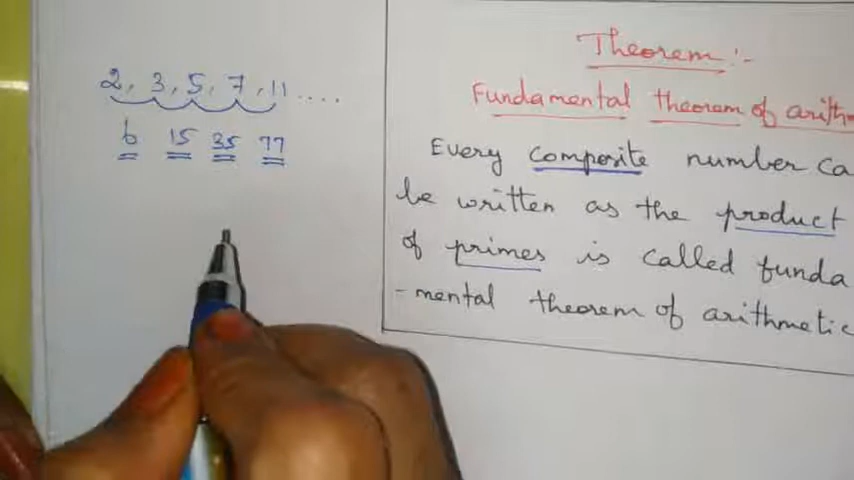 2, 3, 5, 7, 11 ....
6 15 35 77
Theorem :-
Fundamental theorem of arithm
Every composite number ca
be written as the product
of primes is called funda
-mental theorem of arithmetic